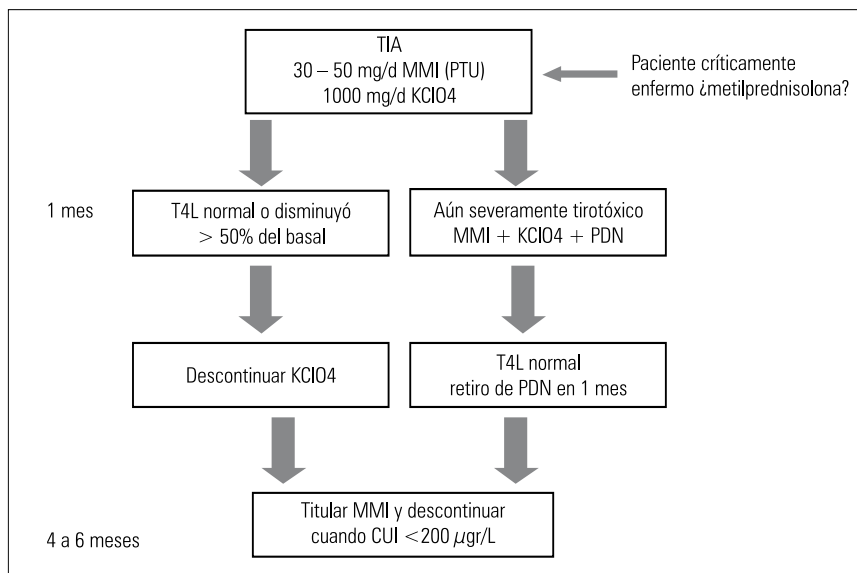 TIA
30 – 50 mg/d MMI (PTU)
1000 mg/d KClO4
Paciente críticamente
enfermo ¿metilprednisolona?
1 mes
T4L normal o disminuyó
> 50% del basal
Aún severamente tirotóxico
MMI + KClO4 + PDN
Descontinuar KClO4
T4L normal
retiro de PDN en 1 mes
4 a 6 meses
Titular MMI y descontinuar
cuando CUI <200 µgr/L